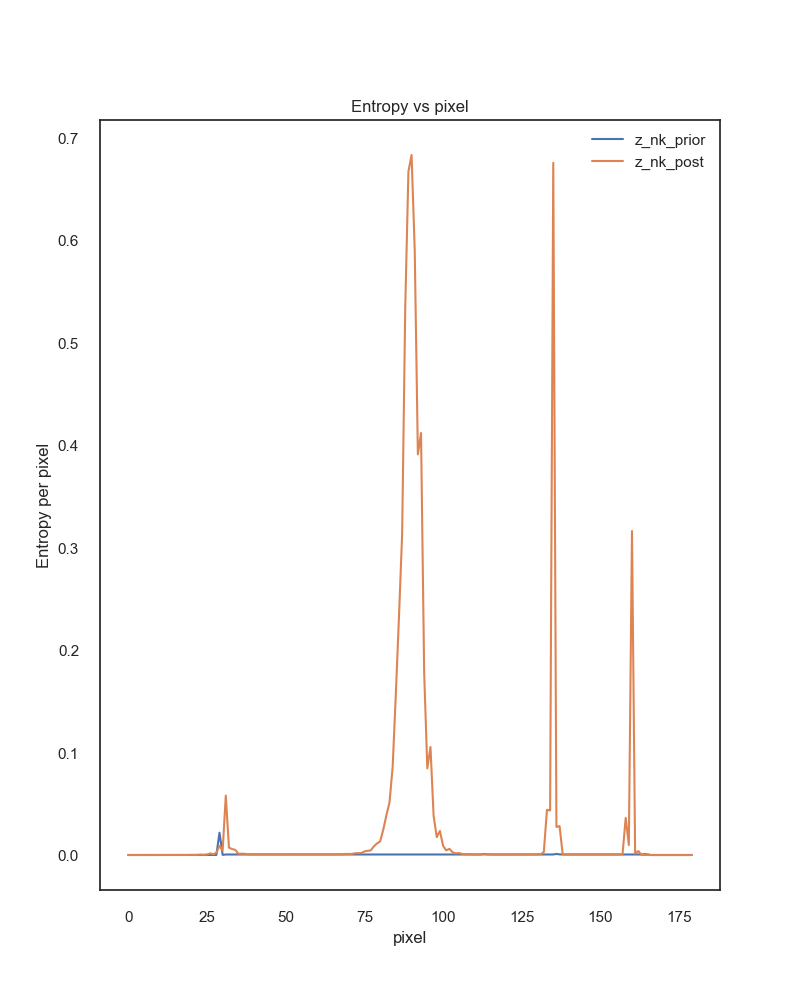 Entropy vs pixel
z_nk_prior
z_nk_post
0.7
0.6
0.5
0.4
0.3
0.2
0.1
0.0
Entropy per pixel
0 25 50 75 100 125 150 175
pixel